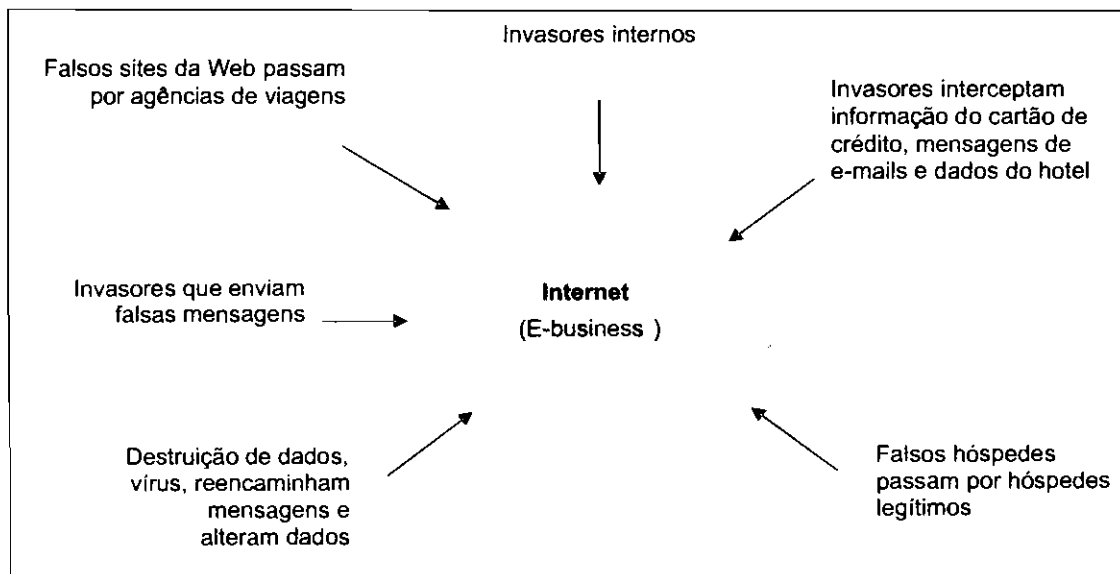 Invasores internos
Falsos sites da Web passam
por agências de viagens
Invasores interceptam
informação do cartão de
crédito, mensagens de
e-mails e dados do hotel
Invasores que enviam
falsas mensagens
Internet
(E-business )
Destruição de dados,
vírus, reencaminham
mensagens e
alteram dados
Falsos hóspedes
passam por hóspedes
legítimos